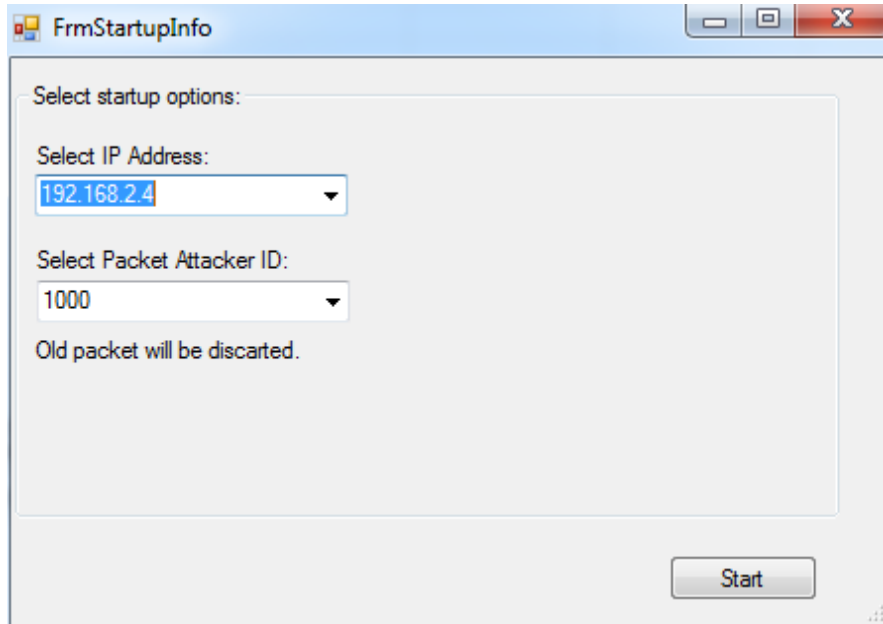 FrmStartupInfo
Select startup options:
Select IP Address:
192.168.2.4
Select Packet Attacker ID:
1000
Old packet will be discarted.
Start